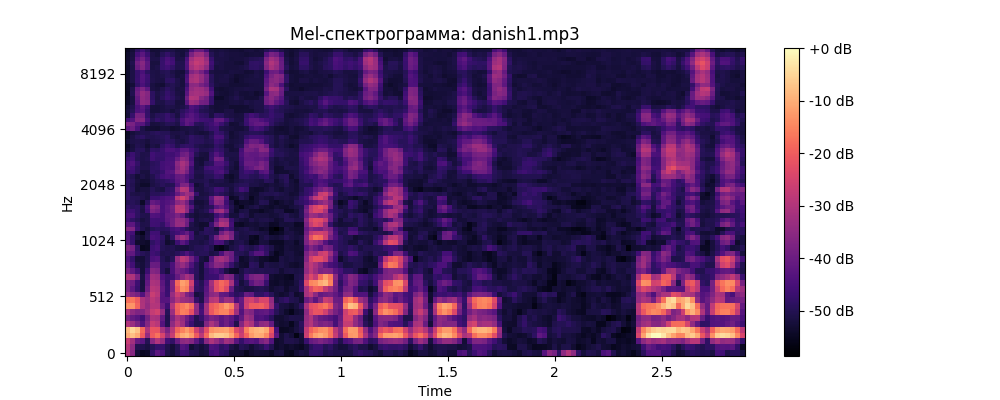 Mel-спектрограмма: danish1.mp3
+0 dB
8192
-10 dB
4096
-20 dB
2048
Hz
-30 dB
1024
-40 dB
512
-50 dB
0
0 0.5 1 1.5 2 2.5
Time